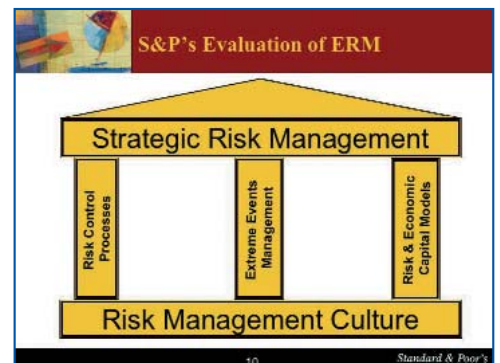 S&P's Evaluation of ERM
Strategic Risk Management
Risk Control
Processes
Extreme Events
Management
Risk & Economic
Capital Models
Risk Management Culture
10
Standard & Poor's